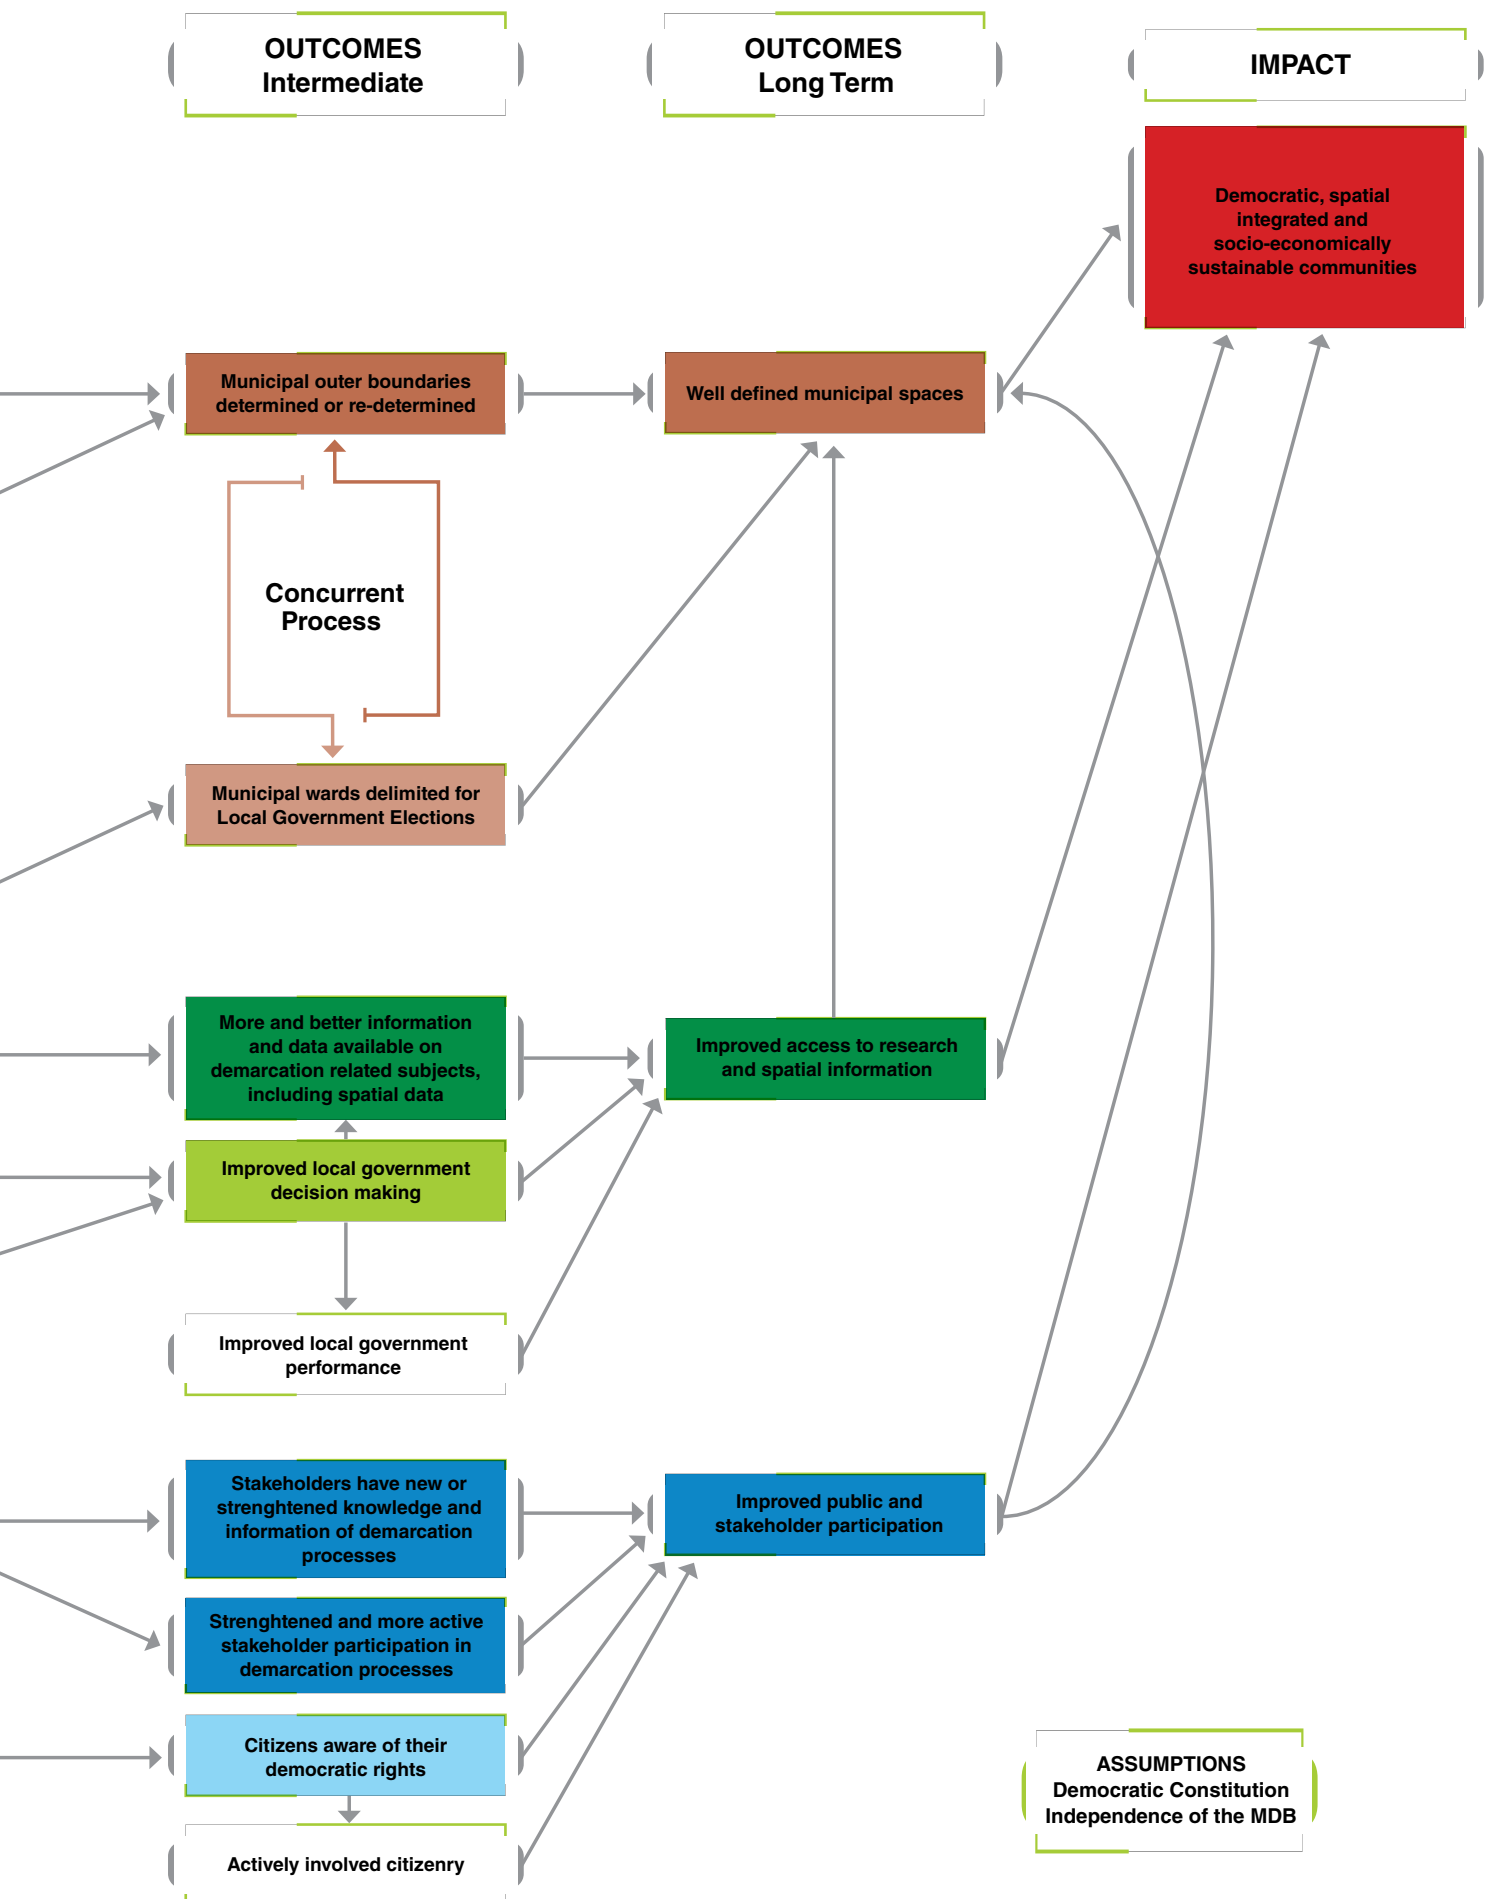 OUTCOMES
Intermediate
OUTCOMES
Long Term
IMPACT
Democratic, spatial
integrated and
socio-economically
sustainable communities
Municipal outer boundaries
determined or re-determined
Well defined municipal spaces
Concurrent
Process
Municipal wards delimited for
Local Government Elections
More and better information
and data available on
demarcation related subjects,
including spatial data
Improved access to research
and spatial information
Improved local government
decision making
Improved local government
performance
Stakeholders have new or
strenghtened knowledge and
information of demarcation
processes
Improved public and
stakeholder participation
Strenghtened and more active
stakeholder participation in
demarcation processes
Citizens aware of their
democratic rights
Actively involved citizenry
ASSUMPTIONS
Democratic Constitution
Independence of the MDB